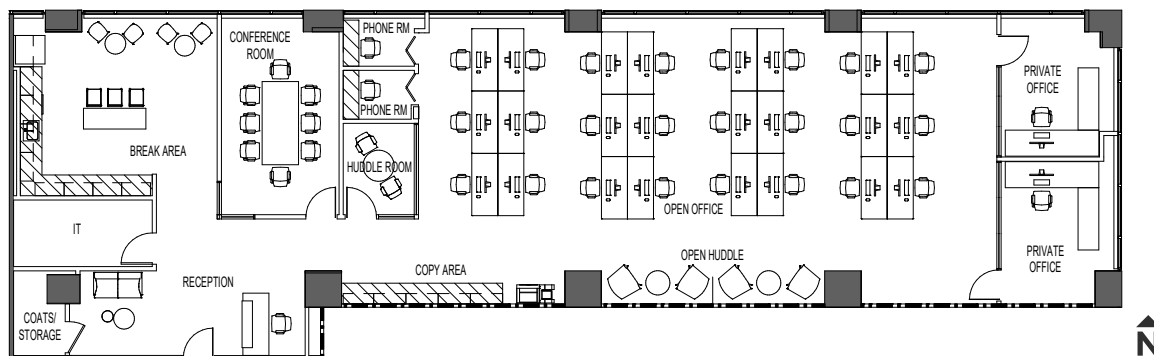 PHONE RM
CONFERENCE
ROOM
PRIVATE
OFFICE
PHONE RM
BREAK AREA
HUDDLE ROOM
OPEN OFFICE
IT
PRIVATE
OFFICE
OPEN HUDDLE
COPY AREA
RECEPTION
COATS/
STORAGE
N